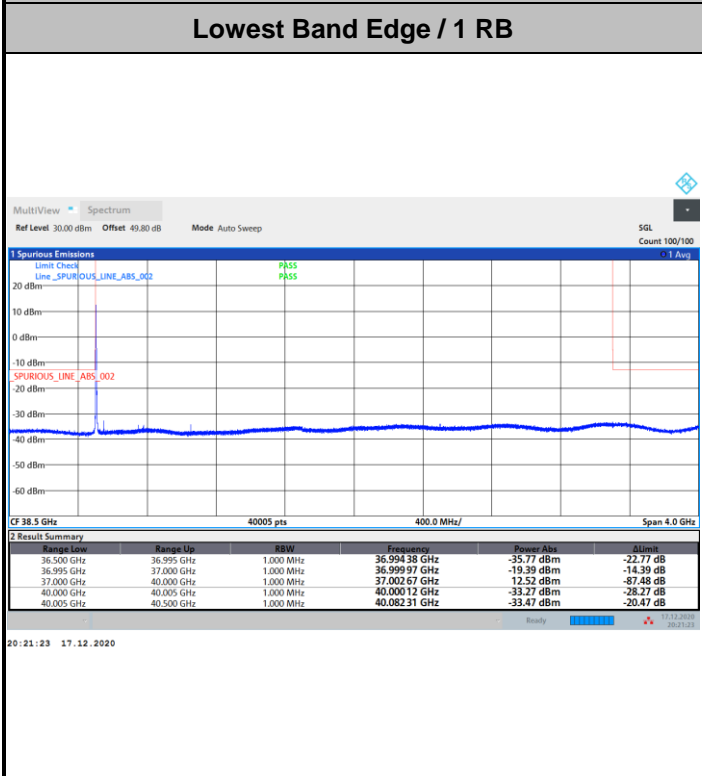 Lowest Band Edge / 1 RB
MultiView Spectrum
Ref Level 30.00 dBm Offset 49.80 dB Mode Auto Sweep SGL
Count 100/100
1 Spurious Emissions 1 Avg
Limit Check PASS
Line _SPURIOUS_LINE_ABS_002 PASS
20 dBm
10 dBm
0 dBm
-10 dBm
_SPURIOUS_LINE_ABS_002
-20 dBm
-30 dBm
-40 dBm
-50 dBm
-60 dBm
CF 38.5 GHz 40005 pts 400.0 MHz/ Span 4.0 GHz
2 Result Summary
Range Low Range Up RBW Frequency Power Abs ΔLimit
36.500 GHz 36.995 GHz 1.000 MHz 36.994 38 GHz -35.77 dBm -22.77 dB
36.995 GHz 37.000 GHz 1.000 MHz 36.999 97 GHz -19.39 dBm -14.39 dB
37.000 GHz 40.000 GHz 1.000 MHz 37.002 67 GHz 12.52 dBm -87.48 dB
40.000 GHz 40.005 GHz 1.000 MHz 40.000 12 GHz -33.27 dBm -28.27 dB
40.005 GHz 40.500 GHz 1.000 MHz 40.082 31 GHz -33.47 dBm -20.47 dB
Ready 17.12.2020
20:21:23
20:21:23 17.12.2020